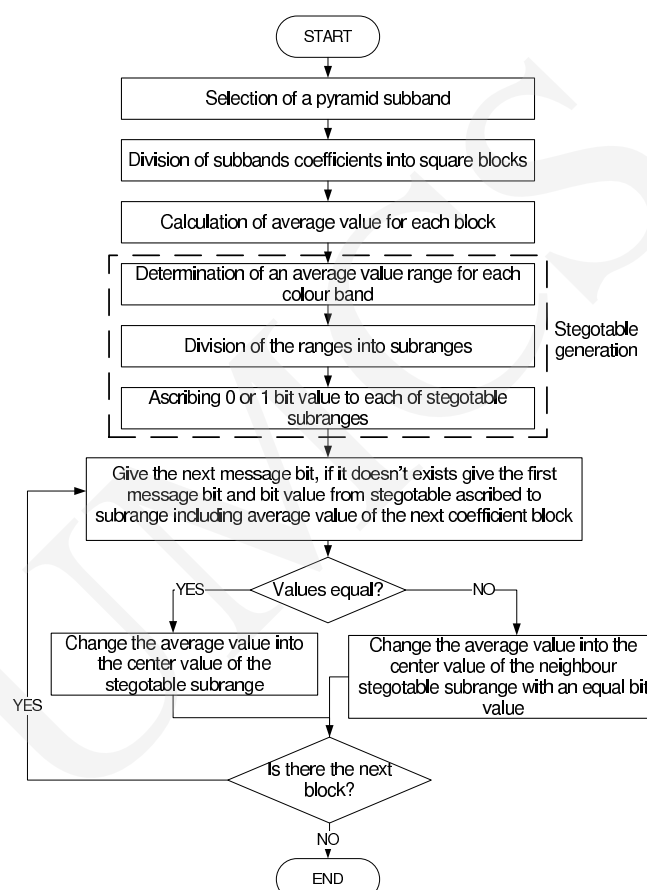 START
Selection of a pyramid subband
Division of subbands coefficients into square blocks
Calculation of average value for each block
Determination of an average value range for each
colour band
Division of the ranges into subranges
Ascribing 0 or 1 bit value to each of stegotable
subranges
Stegotable
generation
Give the next message bit, if it doesn't exists give the first
message bit and bit value from stegotable ascribed to
subrange including average value of the next coefficient block
Values equal?
YES
NO
Change the average value into
the center value of the
stegotable subrange
Change the average value into the
center value of the neighbour
stegotable subrange with an equal bit
value
YES
Is there the next
block?
NO
END
UMCS